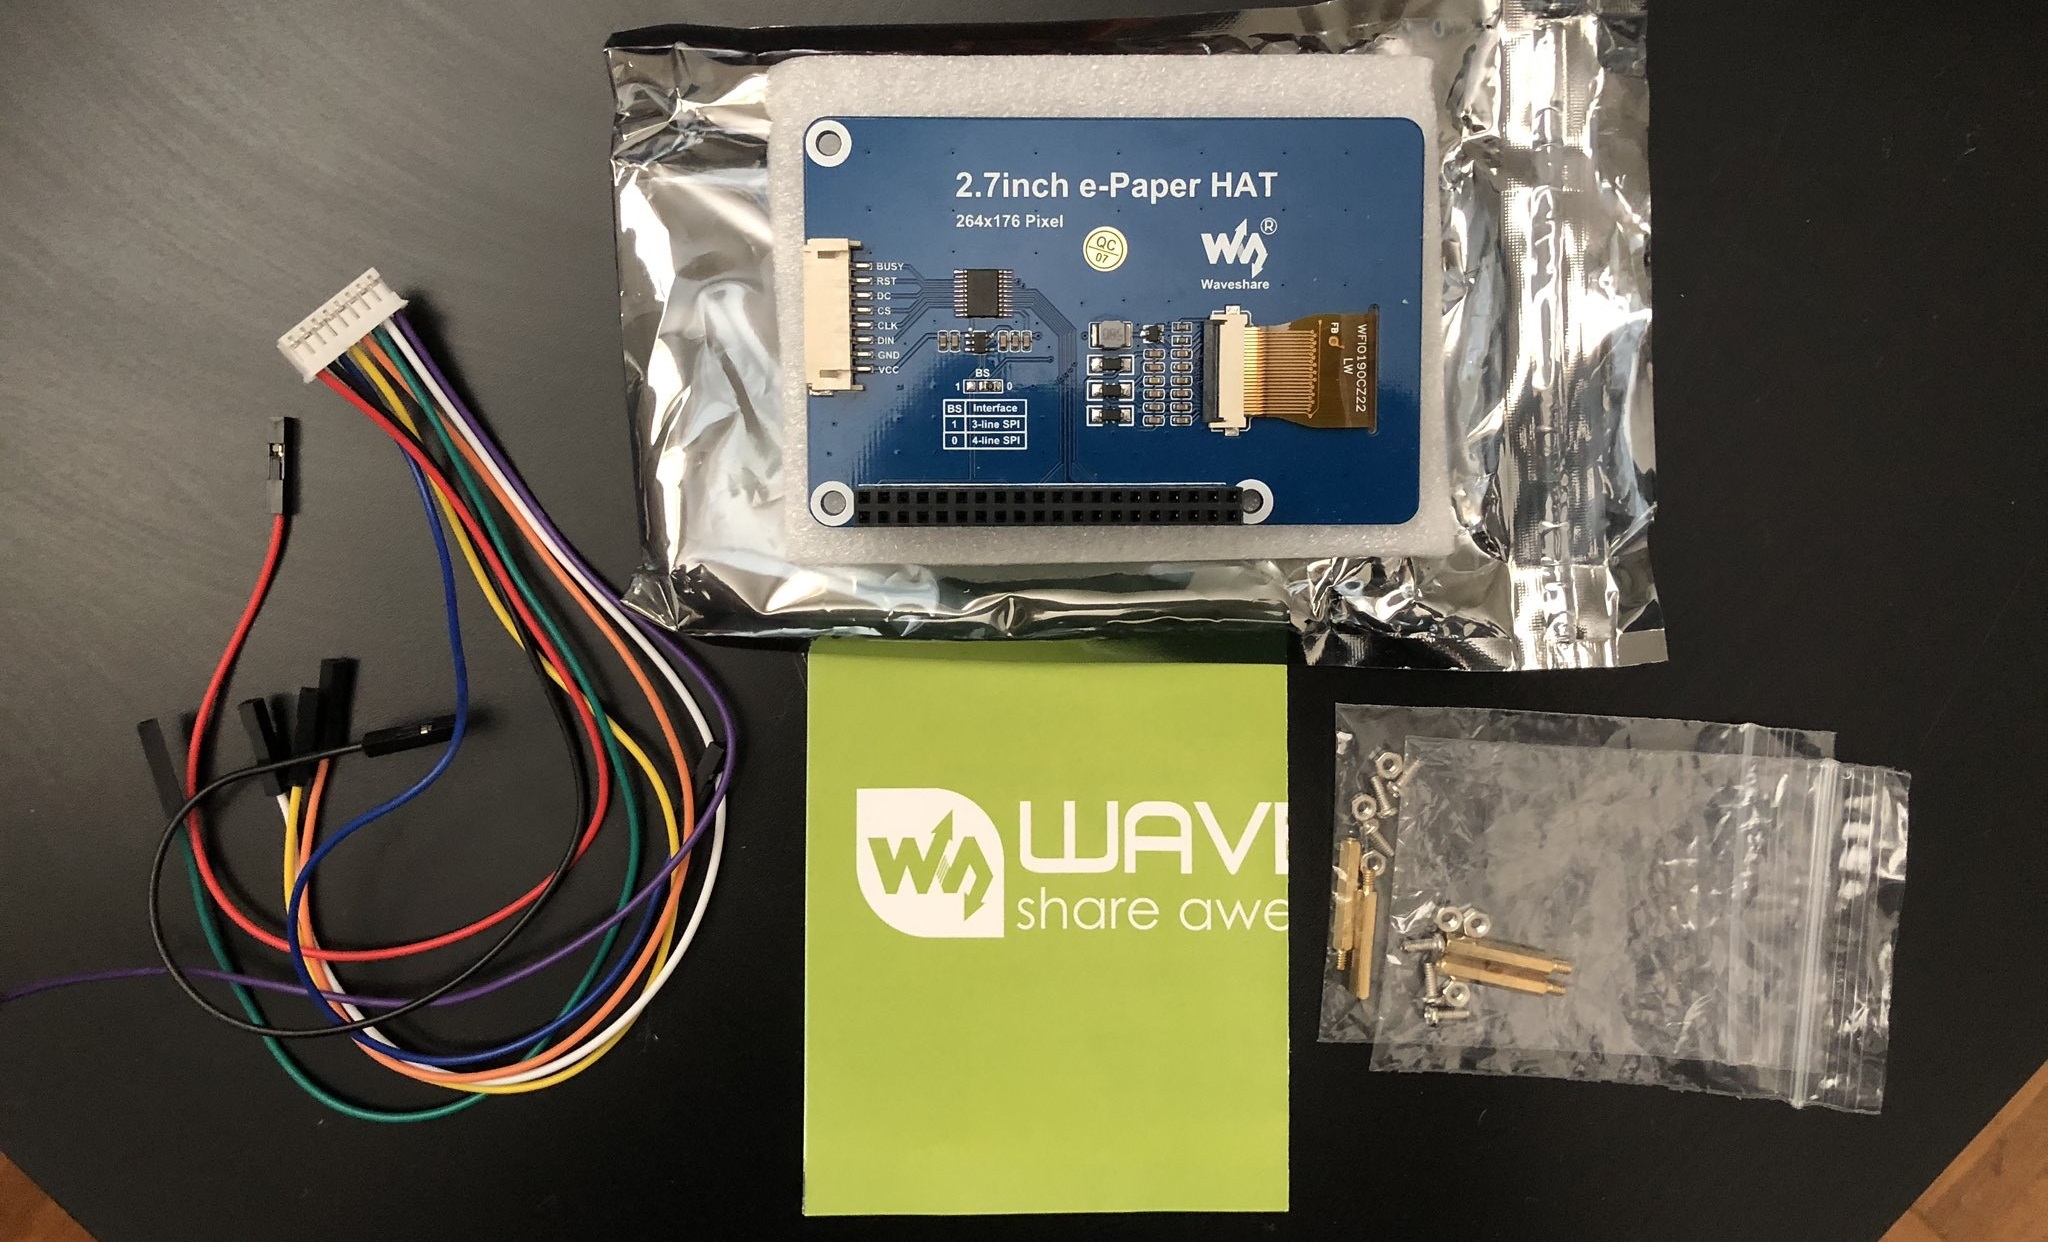 2.7inch e-Paper HAT
264x176 Pixel
QC
07
®
Waveshare
BUSY
RST
DC
CS
CLK
DIN
GND
VCC
BS
1 0
BS Interface
1 3-line SPI
0 4-line SPI
FB
WFI0190CZ22
LW
WAVE
share awe